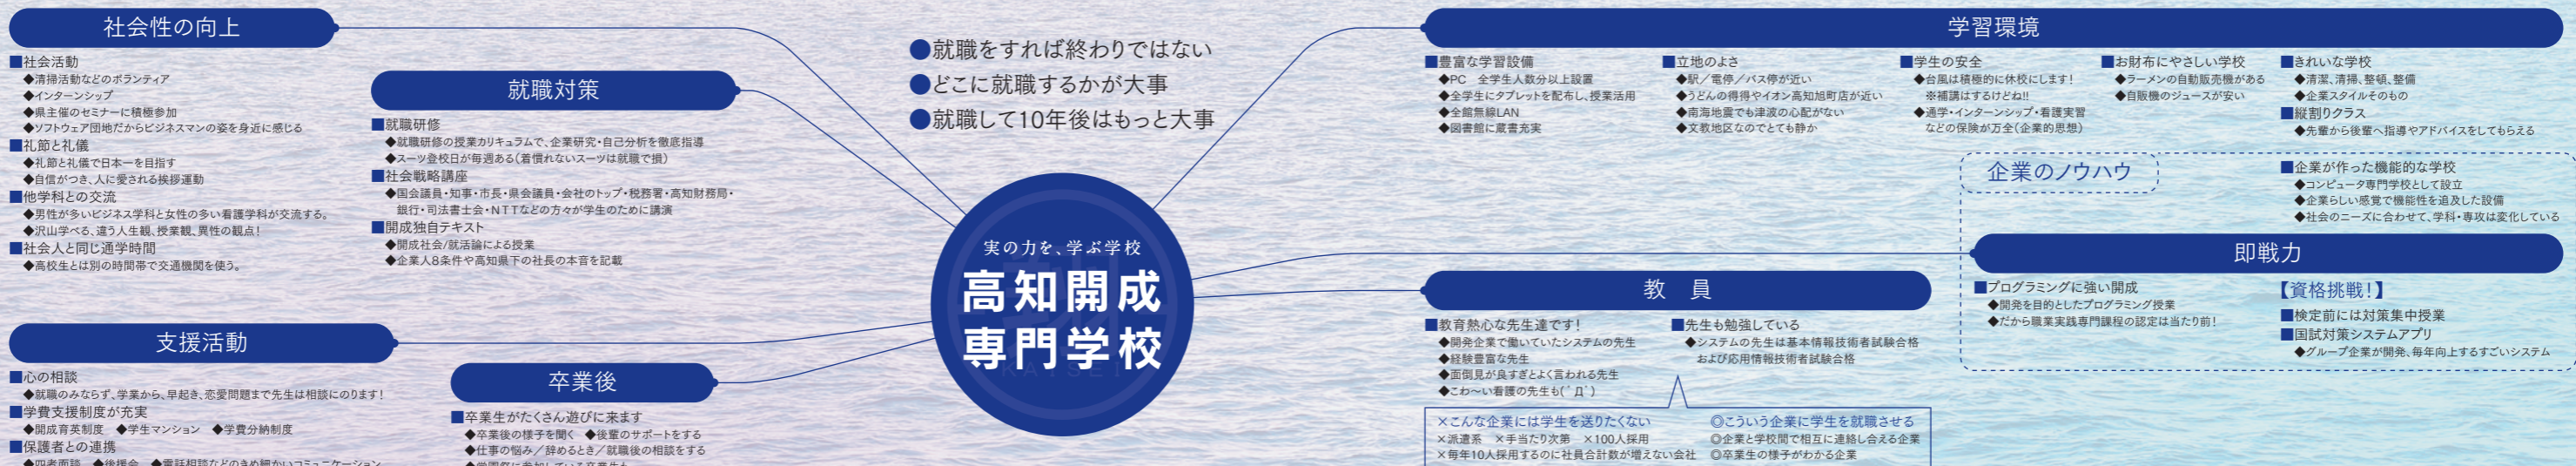 社会性の向上
■社会活動
◆清掃活動などのボランティア
◆インターンシップ
◆県主催のセミナーに積極参加
◆ソフトウェア団地だからビジネスマンの姿を身近に感じる
■礼節と礼儀
◆礼節と礼儀で日本一を目指す
◆自信がつき、人に愛される挨拶運動
■他学科との交流
◆男性が多いビジネス学科と女性の多い看護学科が交流する。
◆沢山学べる、違う人生観、授業観、異性の観点！
■社会人と同じ通学時間
◆高校生とは別の時間帯で交通機関を使う。
就職対策
■就職研修
◆就職研修の授業カリキュラムで、企業研究・自己分析を徹底指導
◆スーツ登校日が毎週ある（着慣れないスーツは就職で損）
■社会戦略講座
◆国会議員・知事・市長・県会議員・会社のトップ・税務署・高知財務局・
銀行・司法書士会・NTTなどの方々が学生のために講演
■開成独自テキスト
◆開成社会/就活論による授業
◆企業人8条件や高知県下の社長の本音を記載
支援活動
■心の相談
◆就職のみならず、学業から、早起き、恋愛問題まで先生は相談にのります！
■学費支援制度が充実
◆開成育英制度　◆学生マンション　◆学費分納制度
■保護者との連携
◆四者面談　◆後援会　◆電話相談などのきめ細かいコミュニケーション
卒業後
■卒業生がたくさん遊びに来ます
◆卒業後の様子を聞く　◆後輩のサポートをする
◆仕事の悩み／辞めるとき／就職後の相談をする
◆学園祭に参加している卒業生も
●就職をすれば終わりではない
●どこに就職するかが大事
●就職して10年後はもっと大事
実の力を、学ぶ学校
高知開成
専門学校
KAISEI
学習環境
■豊富な学習設備
◆PC　全学生人数分以上設置
◆全学生にタブレットを配布し、授業活用
◆全館無線LAN
◆図書館に蔵書充実
■立地のよさ
◆駅／電停／バス停が近い
◆うどんの得得やイオン高知旭町店が近い
◆南海地震でも津波の心配がない
◆文教地区なのでとても静か
■学生の安全
◆台風は積極的に休校にします！
※補講はするけどね!!
◆通学・インターンシップ・看護実習
などの保険が万全（企業的思想）
■お財布にやさしい学校
◆ラーメンの自動販売機がある
◆自販機のジュースが安い
■きれいな学校
◆清潔、清掃、整頓、整備
◆企業スタイルそのもの
■縦割りクラス
◆先輩から後輩へ指導やアドバイスをしてもらえる
企業のノウハウ
■企業が作った機能的な学校
◆コンピュータ専門学校として設立
◆企業らしい感覚で機能性を追及した設備
◆社会のニーズに合わせて、学科・専攻は変化している
即戦力
■プログラミングに強い開成
◆開発を目的としたプログラミング授業
◆だから職業実践専門課程の認定は当たり前！
【資格挑戦！】
■検定前には対策集中授業
■国試対策システムアプリ
◆グループ企業が開発、毎年向上するすごいシステム
教　員
■教育熱心な先生達です！
◆開発企業で働いていたシステムの先生
◆経験豊富な先生
◆面倒見が良すぎとよく言われる先生
◆こわ〜い看護の先生も(ﾟДﾟ)
■先生も勉強している
◆システムの先生は基本情報技術者試験合格
および応用情報技術者試験合格
×こんな企業には学生を送りたくない
×派遣系　×手当たり次第　×100人採用
×毎年10人採用するのに社員合計数が増えない会社
◎こういう企業に学生を就職させる
◎企業と学校間で相互に連絡し合える企業
◎卒業生の様子がわかる企業